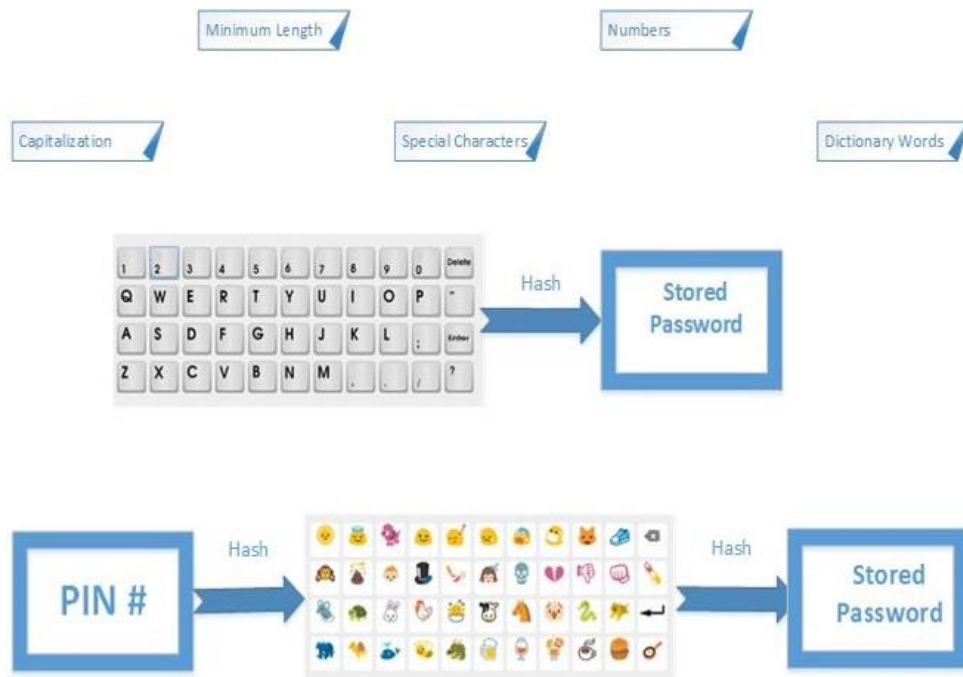 Minimum Length
Numbers
Capitalization
Special Characters
Dictionary Words
1 2 3 4 5 6 7 8 9 0 Delete
Q W E R T Y U I O P "
A S D F G H J K L ; Enter
Z X C V B N M , . / ?
Hash
Stored
Password
PIN #
Hash
Hash
Stored
Password